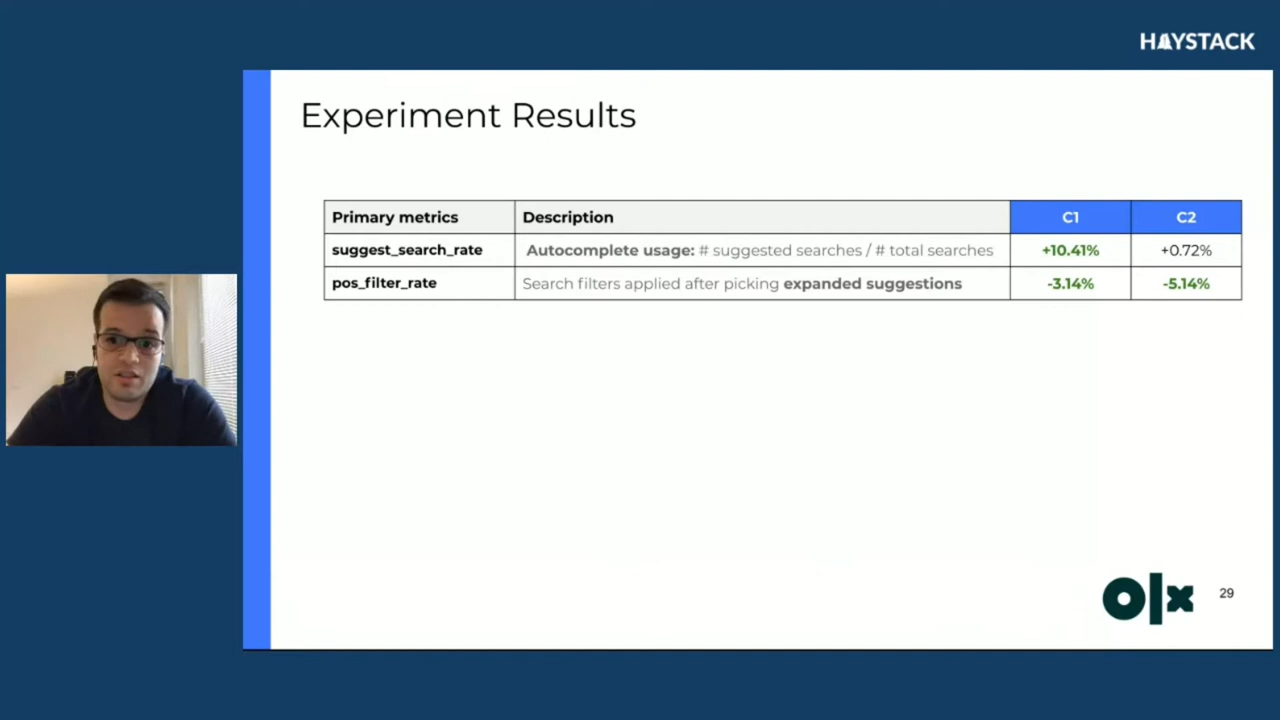 HAYSTACK
Experiment Results
Primary metrics Description C1 C2
suggest_search_rate Autocomplete usage: # suggested searches / # total searches +10.41% +0.72%
pos_filter_rate Search filters applied after picking expanded suggestions -3.14% -5.14%
olx 29